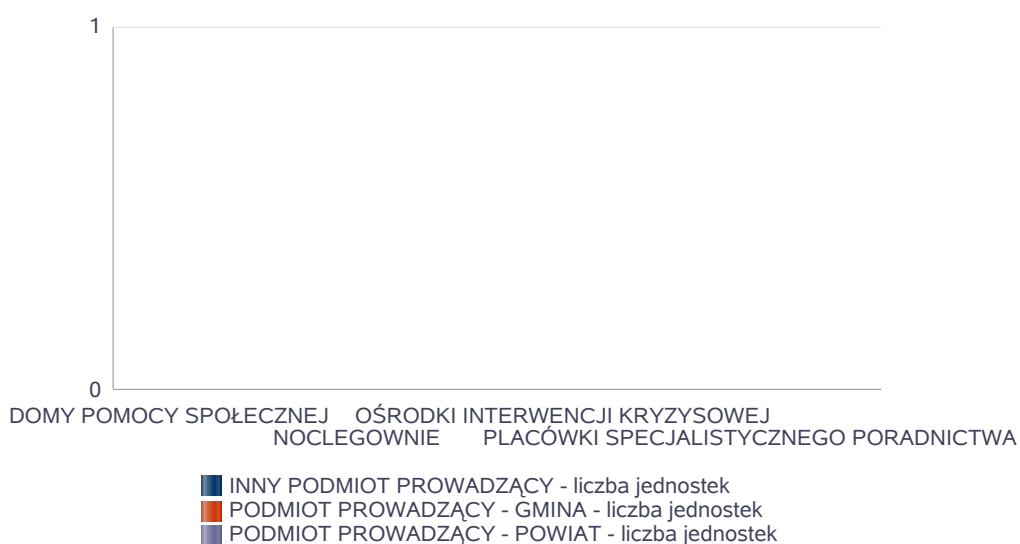 1
0
DOMY POMOCY SPOŁECZNEJ OŚRODKI INTERWENCJI KRYZYSOWEJ
NOCLEGOWNIE PLACÓWKI SPECJALISTYCZNEGO PORADNICTWA
INNY PODMIOT PROWADZĄCY - liczba jednostek
PODMIOT PROWADZĄCY - GMINA - liczba jednostek
PODMIOT PROWADZĄCY - POWIAT - liczba jednostek